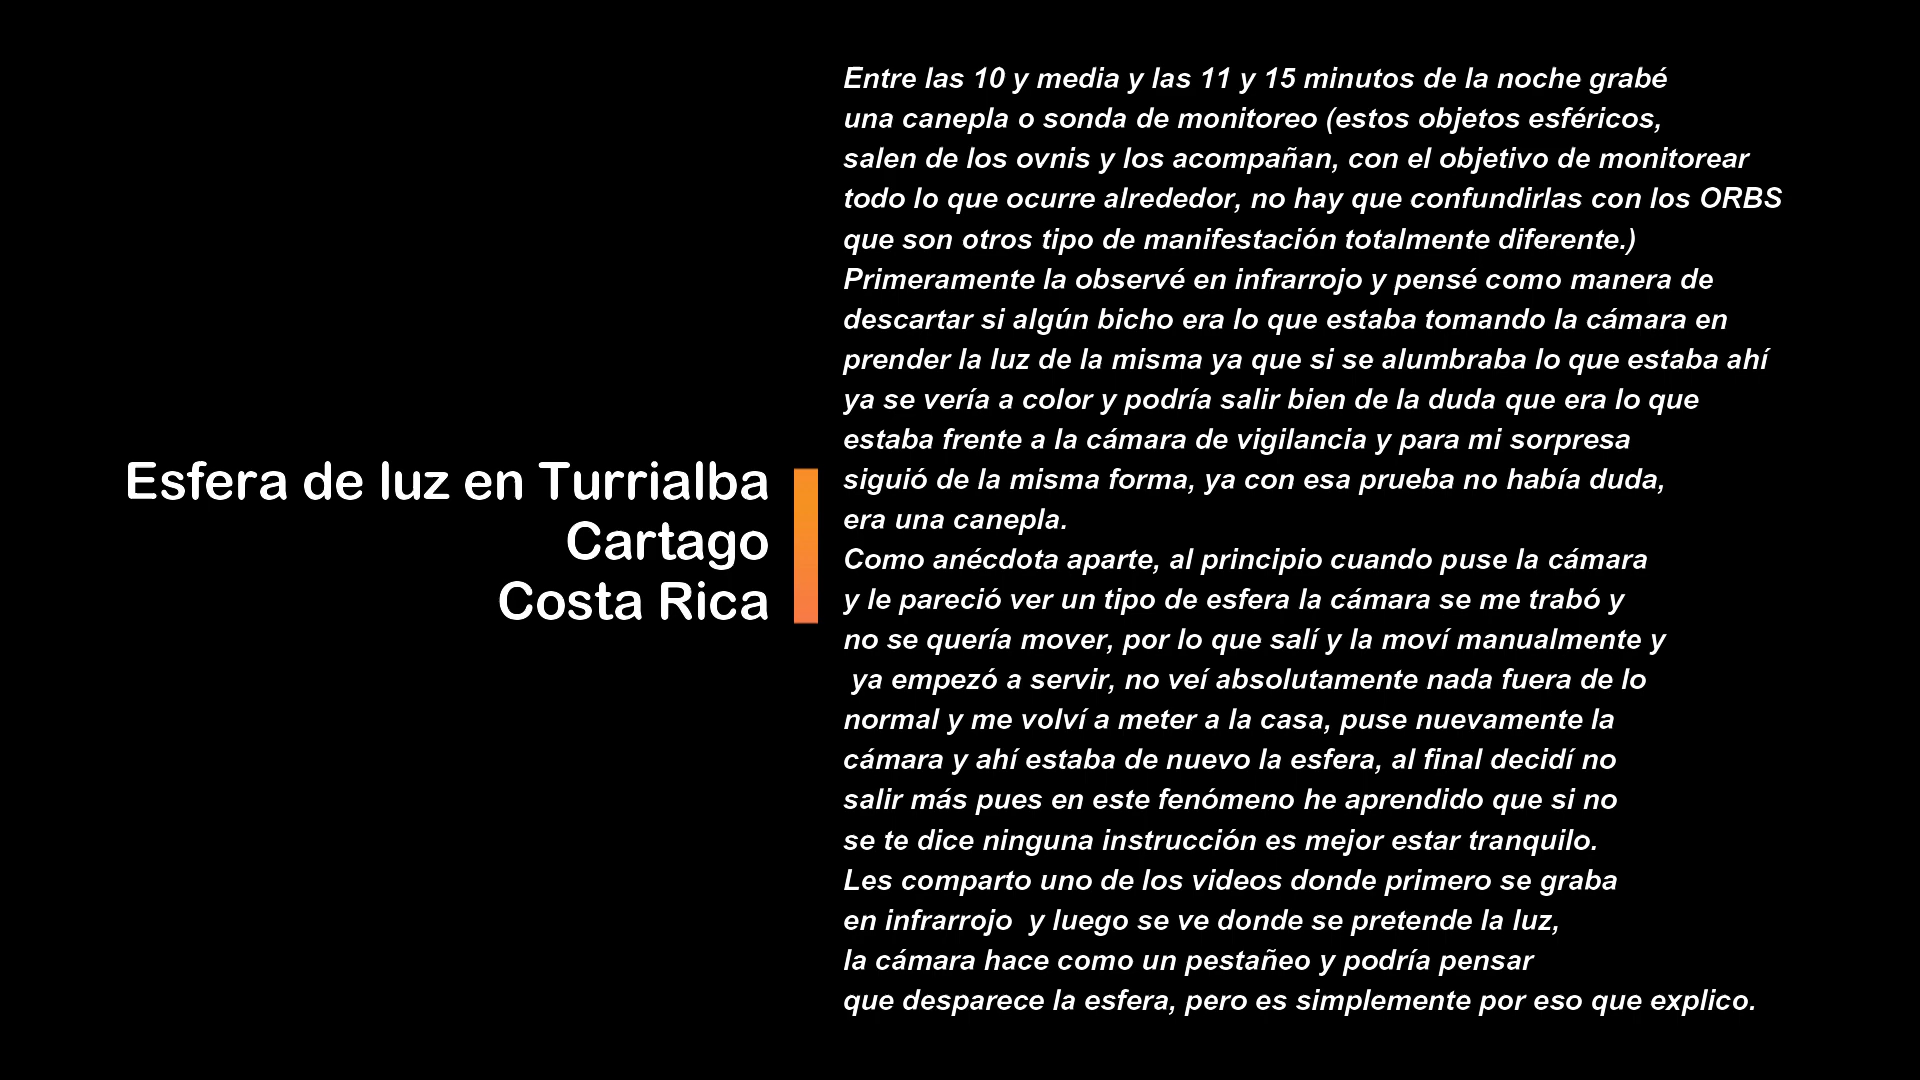 Esfera de luz en Turrialba
Cartago
Costa Rica
Entre las 10 y media y las 11 y 15 minutos de la noche grabé
una canepla o sonda de monitoreo (estos objetos esféricos,
salen de los ovnis y los acompañan, con el objetivo de monitorear
todo lo que ocurre alrededor, no hay que confundirlas con los ORBS
que son otros tipo de manifestación totalmente diferente.)
Primeramente la observé en infrarrojo y pensé como manera de
descartar si algún bicho era lo que estaba tomando la cámara en
prender la luz de la misma ya que si se alumbraba lo que estaba ahí
ya se vería a color y podría salir bien de la duda que era lo que
estaba frente a la cámara de vigilancia y para mi sorpresa
siguió de la misma forma, ya con esa prueba no había duda,
era una canepla.
Como anécdota aparte, al principio cuando puse la cámara
y le pareció ver un tipo de esfera la cámara se me trabó y
no se quería mover, por lo que salí y la moví manualmente y
ya empezó a servir, no veí absolutamente nada fuera de lo
normal y me volví a meter a la casa, puse nuevamente la
cámara y ahí estaba de nuevo la esfera, al final decidí no
salir más pues en este fenómeno he aprendido que si no
se te dice ninguna instrucción es mejor estar tranquilo.
Les comparto uno de los videos donde primero se graba
en infrarrojo  y luego se ve donde se pretende la luz,
la cámara hace como un pestañeo y podría pensar
que desparece la esfera, pero es simplemente por eso que explico.